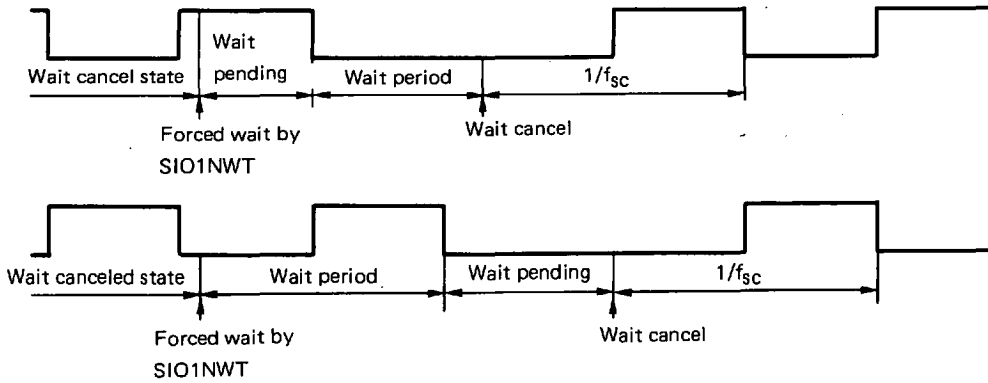 Wait
pending
Wait cancel state
Wait period
1/fsc
Forced wait by
SIO1NWT
Wait cancel
Wait canceled state
Wait period
Wait pending
1/fsc
Forced wait by
SIO1NWT
Wait cancel